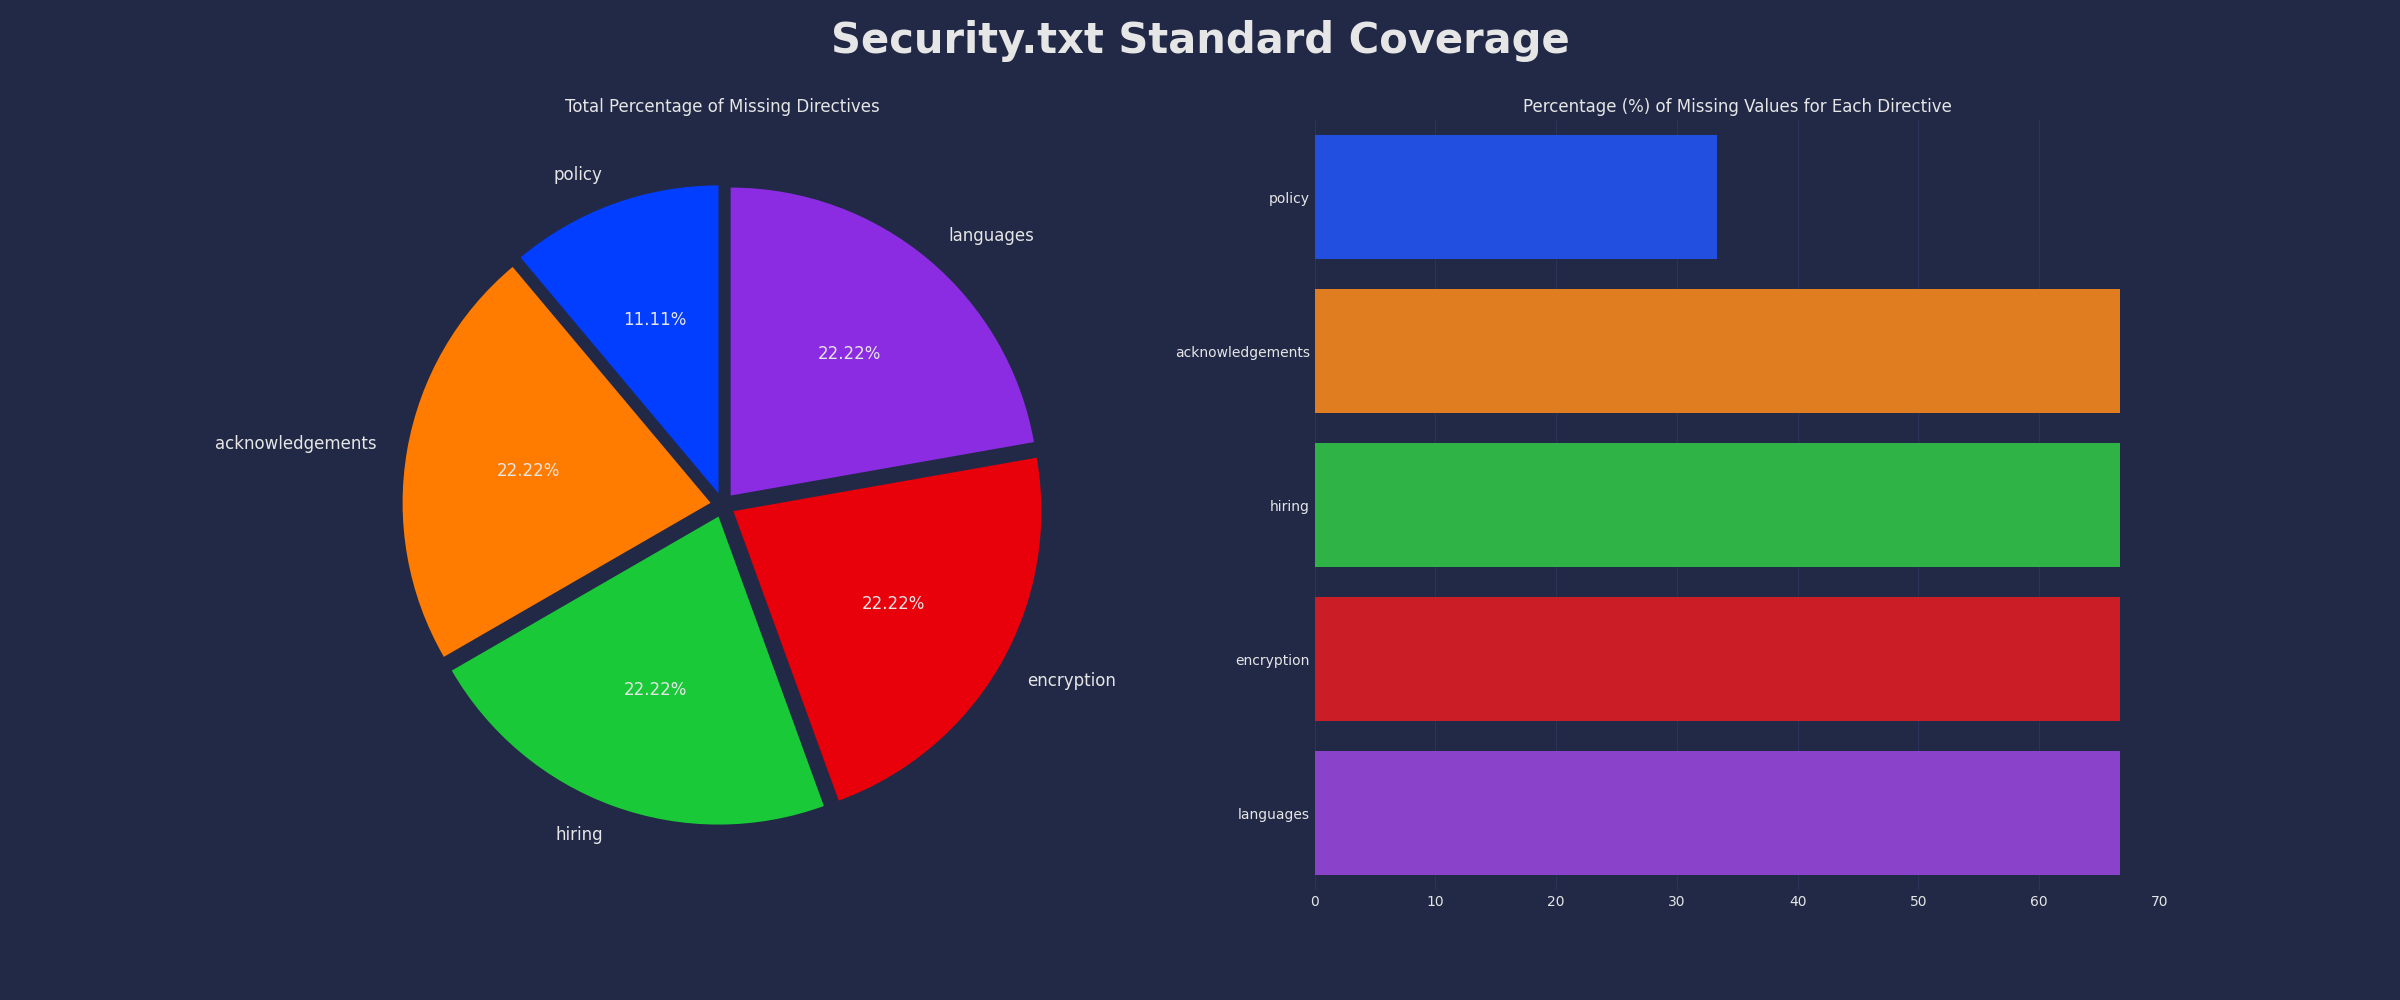 Security.txt Standard Coverage
Total Percentage of Missing Directives
policy
languages
11.11%
22.22%
acknowledgements
22.22%
22.22%
22.22%
encryption
hiring
Percentage (%) of Missing Values for Each Directive
policy
acknowledgements
hiring
encryption
languages
0 10 20 30 40 50 60 70